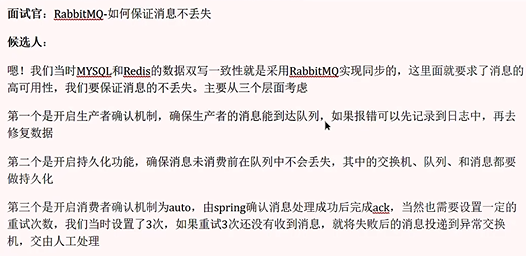 面试官：RabbitMQ-如何保证消息不丢失
候选人：
嗯！我们当时MYSQL和Redis的数据双写一致性就是采用RabbitMQ实现同步的，这里面就要求了消息的
高可用性，我们要保证消息的不丢失。主要从三个层面考虑
第一个是开启生产者确认机制，确保生产者的消息能到达队列，如果报错可以先记录到日志中，再去
修复数据
第二个是开启持久化功能，确保消息未消费前在队列中不会丢失，其中的交换机、队列、和消息都要
做持久化
第三个是开启消费者确认机制为auto，由spring确认消息处理成功后完成ack，当然也需要设置一定的
重试次数，我们当时设置了3次，如果重试3次还没有收到消息，就将失败后的消息投递到异常交换
机，交由人工处理